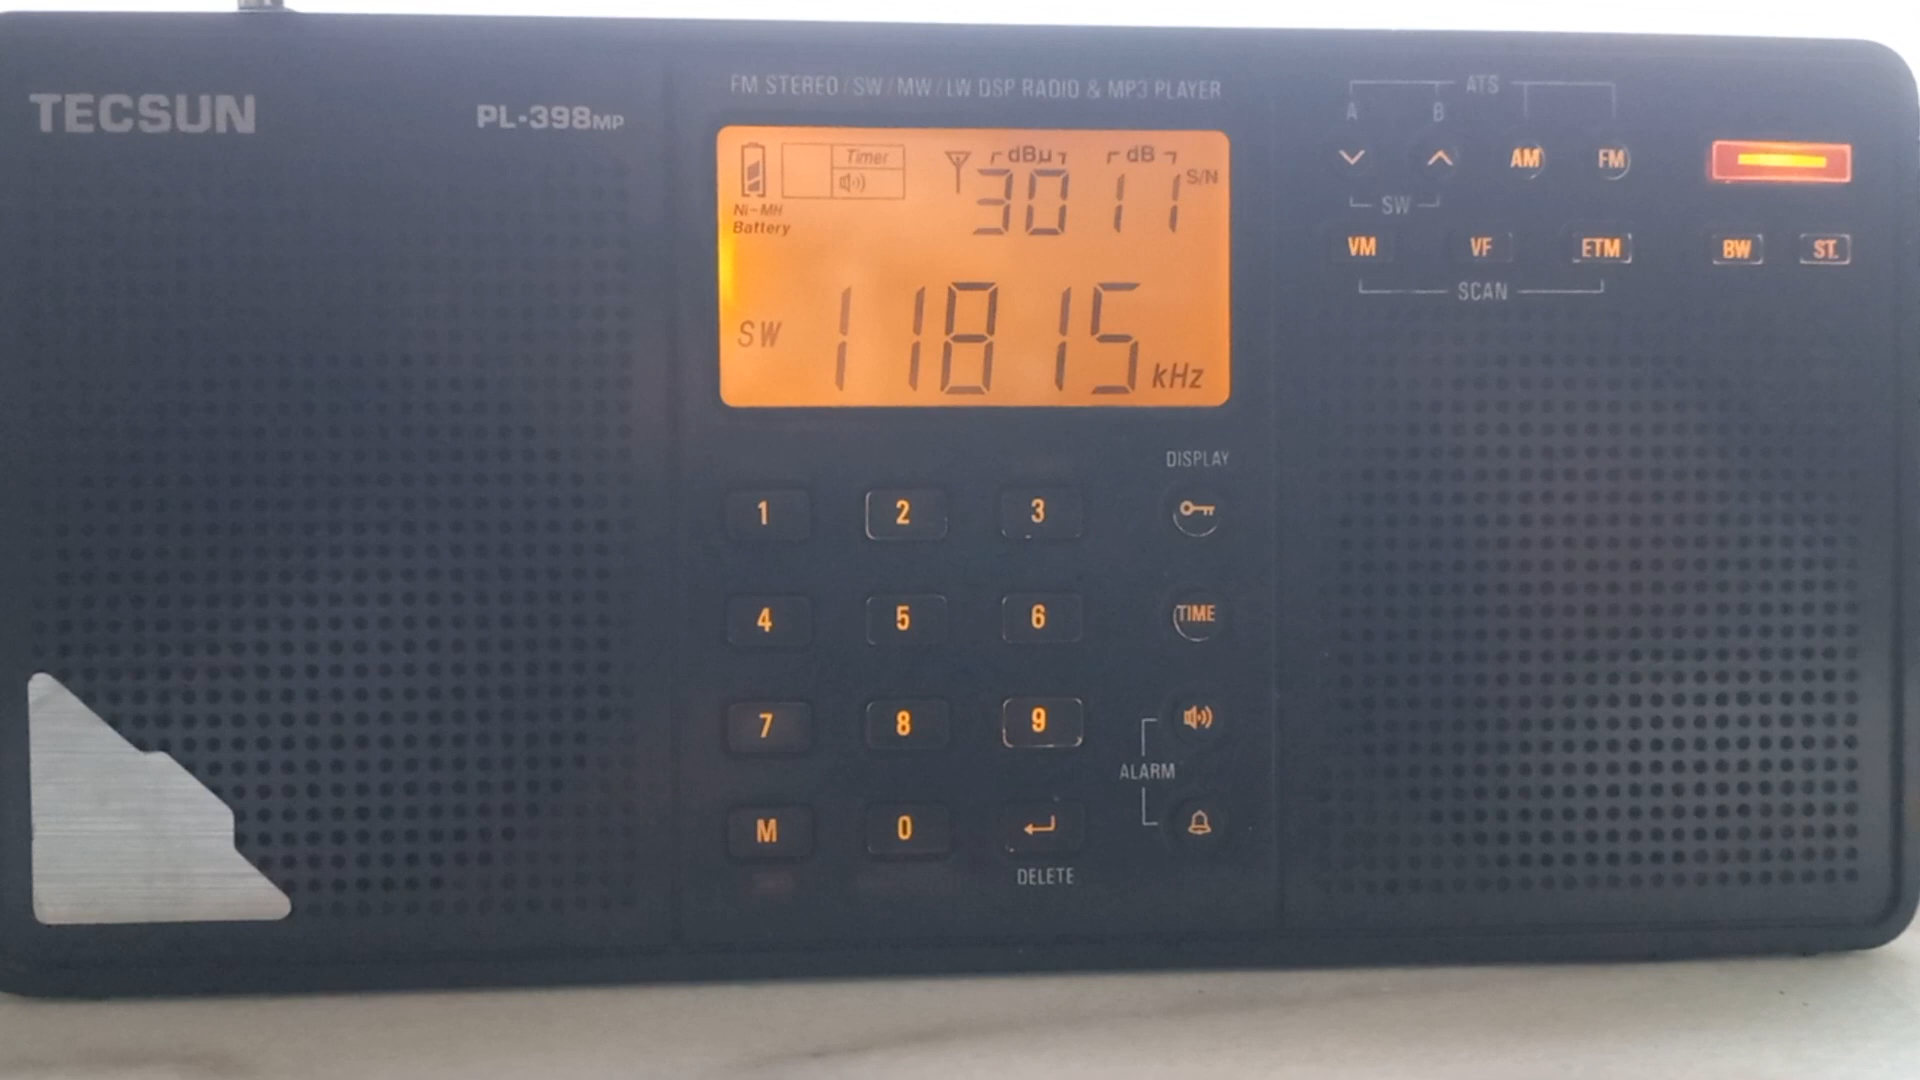 TECSUN
PL-398MP
FM STEREO/SW/MW/LW DSP RADIO & MP3 PLAYER
Timer
Ni-MH
Battery
dBμ dB
30 11 S/N
SW 11815 kHz
ATS
A B
AM FM
SW
VM VF ETM BW ST.
SCAN
DISPLAY
1 2 3
4 5 6 TIME
7 8 9
ALARM
M 0
DELETE